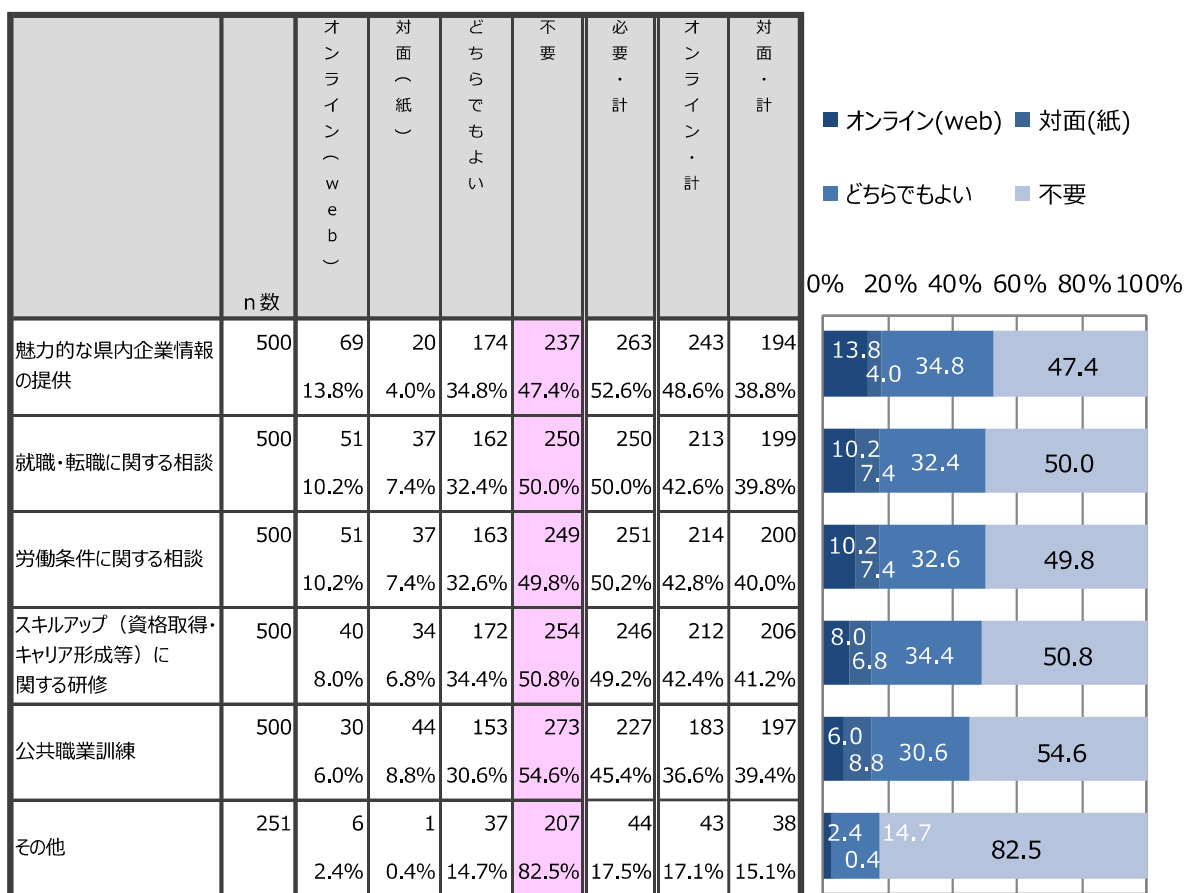 n数 オンライン(web) 対面(紙) どちらでもよい 不要 必要・計 オンライン・計 対面・計
魅力的な県内企業情報
の提供
500 69 20 174 237 263 243 194
13.8% 4.0% 34.8% 47.4% 52.6% 48.6% 38.8%
就職・転職に関する相談
500 51 37 162 250 250 213 199
10.2% 7.4% 32.4% 50.0% 50.0% 42.6% 39.8%
労働条件に関する相談
500 51 37 163 249 251 214 200
10.2% 7.4% 32.6% 49.8% 50.2% 42.8% 40.0%
スキルアップ（資格取得・
キャリア形成等）に
関する研修
500 40 34 172 254 246 212 206
8.0% 6.8% 34.4% 50.8% 49.2% 42.4% 41.2%
公共職業訓練
500 30 44 153 273 227 183 197
6.0% 8.8% 30.6% 54.6% 45.4% 36.6% 39.4%
その他
251 6 1 37 207 44 43 38
2.4% 0.4% 14.7% 82.5% 17.5% 17.1% 15.1%
オンライン(web) 対面(紙)
どちらでもよい 不要
0% 20% 40% 60% 80% 100%
13.8 4.0 34.8 47.4
10.2 7.4 32.4 50.0
10.2 7.4 32.6 49.8
8.0 6.8 34.4 50.8
6.0 8.8 30.6 54.6
2.4 0.4 14.7 82.5